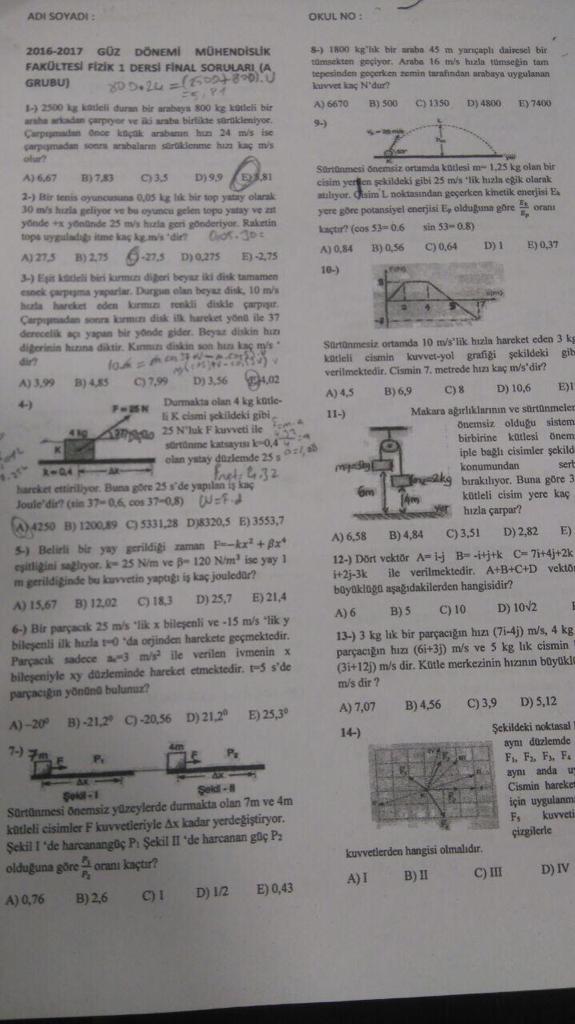 ADI SOYADI :
OKUL NO :
2016-2017 GÜZ DÖNEMİ MÜHENDİSLİK
FAKÜLTESİ FİZİK 1 DERSİ FİNAL SORULARI (A
GRUBU)
1-) 2500 kg kütleli duran bir arabaya 800 kg kütleli bir
araba arkadan çarpıyor ve iki araba birlikte sürükleniyor.
Çarpışmadan önce küçük arabanın hızı 24 m/s ise
çarpışmadan sonra arabaların sürüklenme hızı kaç m/s
olur?
A) 6,67 B) 7,83 C) 3,5 D) 9,9 E) 5,81
2-) Bir tenis oyuncusuna 0,05 kg lık bir top yatay olarak
30 m/s hızla geliyor ve bu oyuncu gelen topu yatay ve zıt
yönde +x yönünde 25 m/s hızla geri gönderiyor. Raketin
topa uyguladığı itme kaç kg.m/s 'dir?
A) 27,5 B) 2,75 C) -27,5 D) 0,275 E) -2,75
3-) Eşit kütleli biri kırmızı diğeri beyaz iki disk tamamen
esnek çarpışma yaparlar. Durgun olan beyaz disk, 10 m/s
hızla hareket eden kırmızı renkli diskle çarpışır.
Çarpışmadan sonra kırmızı disk ilk hareket yönü ile 37
derecelik açı yapan bir yönde gider. Beyaz diskin hızı
diğerinin hızına diktir. Kırmızı diskin son hızı kaç m/s '
dir?
A) 3,99 B) 4,85 C) 7,99 D) 3,56 E) 4,02
4-)
F=25 N
4 kg
K
k=0,4
Δx
Durmakta olan 4 kg kütle-
li K cismi şekildeki gibi
25 N'luk F kuvveti ile
sürtünme katsayısı k=0,4
olan yatay düzlemde 25 s
hareket ettiriliyor. Buna göre 25 s'de yapılan iş kaç
Joule'dir? (sin 37= 0,6, cos 37=0,8)
A) 4250 B) 1200,89 C) 5331,28 D) 8320,5 E) 3553,7
5-) Belirli bir yay gerildiği zaman F=-kx² + βx⁴
eşitliğini sağlıyor. k= 25 N/m ve β= 120 N/m² ise yay 1
m gerildiğinde bu kuvvetin yaptığı iş kaç jouledür?
A) 15,67 B) 12,02 C) 18,3 D) 25,7 E) 21,4
6-) Bir parçacık 25 m/s 'lik x bileşenli ve -15 m/s 'lik y
bileşenli ilk hızla t=0 'da orjinden harekete geçmektedir.
Parçacık sadece aₓ=3 m/s² ile verilen ivmenin x
bileşeniyle xy düzleminde hareket etmektedir. t=5 s'de
parçacığın yönünü bulunuz?
A) -20⁰ B) -21,2⁰ C) -20,56 D) 21,2⁰ E) 25,3⁰
7-) 7m F P₁ 4m F P₂
Δx Δx
Şekil - I Şekil - II
Sürtünmesi önemsiz yüzeylerde durmakta olan 7m ve 4m
kütleli cisimler F kuvvetleriyle Δx kadar yerdeğiştiriyor.
Şekil I 'de harcanangüç P₁ Şekil II 'de harcanan güç P₂
olduğuna göre P₁/P₂ oranı kaçtır?
A) 0,76 B) 2,6 C) 1 D) 1/2 E) 0,43
8-) 1800 kg'lık bir araba 45 m yarıçaplı dairesel bir
tümsekten geçiyor. Araba 16 m/s hızla tümseğin tam
tepesinden geçerken zemin tarafından arabaya uygulanan
kuvvet kaç N'dur?
A) 6670 B) 500 C) 1350 D) 4800 E) 7400
9-)
Sürtünmesi önemsiz ortamda kütlesi m= 1,25 kg olan bir
cisim yerden şekildeki gibi 25 m/s 'lik hızla eğik olarak
atılıyor. Cisim L noktasından geçerken kinetik enerjisi Eₖ
yere göre potansiyel enerjisi Eₚ olduğuna göre Eₖ/Eₚ oranı
kaçtır? (cos 53= 0.6 sin 53= 0.8)
A) 0,84 B) 0,56 C) 0,64 D) 1 E) 0,37
10-)
Sürtünmesiz ortamda 10 m/s'lik hızla hareket eden 3 kg
kütleli cismin kuvvet-yol grafiği şekildeki gib
verilmektedir. Cismin 7. metrede hızı kaç m/s'dir?
A) 4,5 B) 6,9 C) 8 D) 10,6 E)1
11-)
6m
4m
yer
Makara ağırlıklarının ve sürtünmeler
önemsiz olduğu sistem
birbirine kütlesi önem
iple bağlı cisimler şekild
konumundan serb
bırakılıyor. Buna göre 3
kütleli cisim yere kaç
hızla çarpar?
A) 6,58 B) 4,84 C) 3,51 D) 2,82 E)
12-) Dört vektör A= i-j B= -i+j+k C= 7i+4j+2k
i+2j-3k ile verilmektedir. A+B+C+D vektör
büyüklüğü aşağıdakilerden hangisidir?
A) 6 B) 5 C) 10 D) 10√2
13-) 3 kg lık bir parçacığın hızı (7i-4j) m/s, 4 kg
parçacığın hızı (6i+3j) m/s ve 5 kg lık cismin
(3i+12j) m/s dir. Kütle merkezinin hızının büyüklü
m/s dir ?
A) 7,07 B) 4,56 C) 3,9 D) 5,12
14-)
Şekildeki noktasal
aynı düzlemde
F₁, F₂, F₃, F₄
aynı anda uy
Cismin hareke
için uygulanm
F₅ kuvveti
çizgilerle
kuvvetlerden hangisi olmalıdır.
A) I B) II C) III D) IV